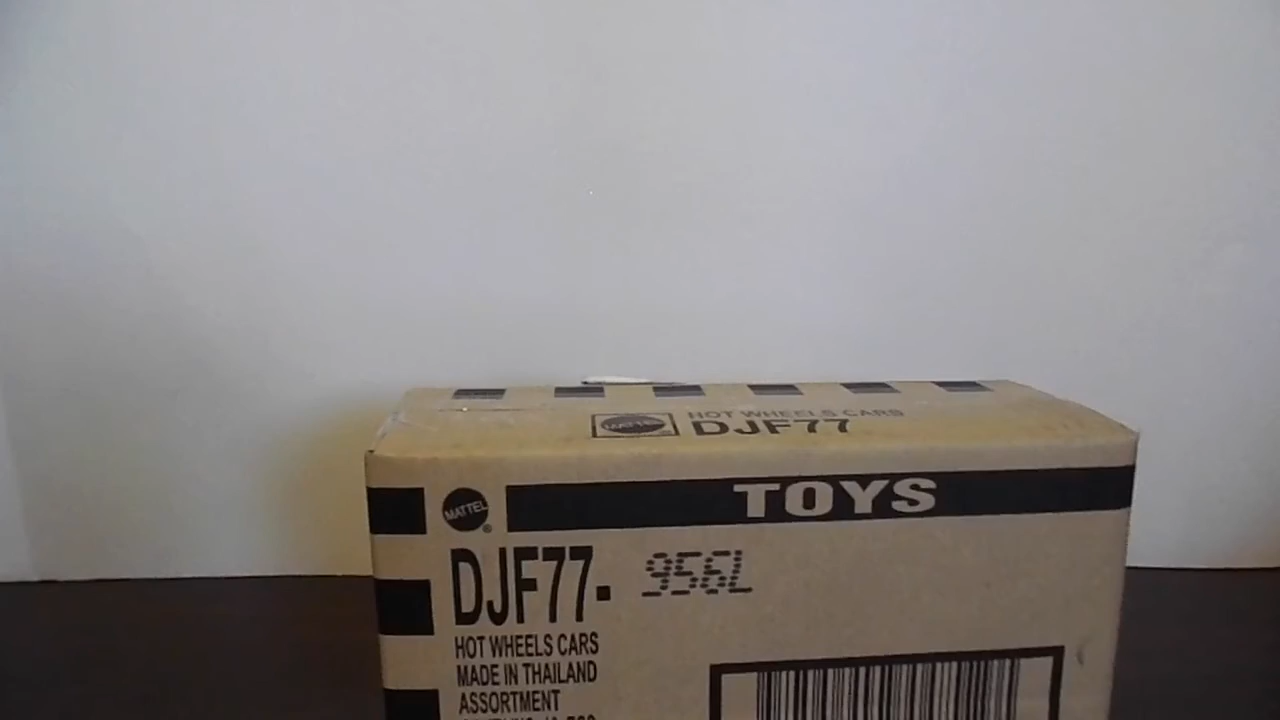 MATTEL HOT WHEELS CARS
DJF77
MATTEL TOYS
DJF77- 956L
HOT WHEELS CARS
MADE IN THAILAND
ASSORTMENT